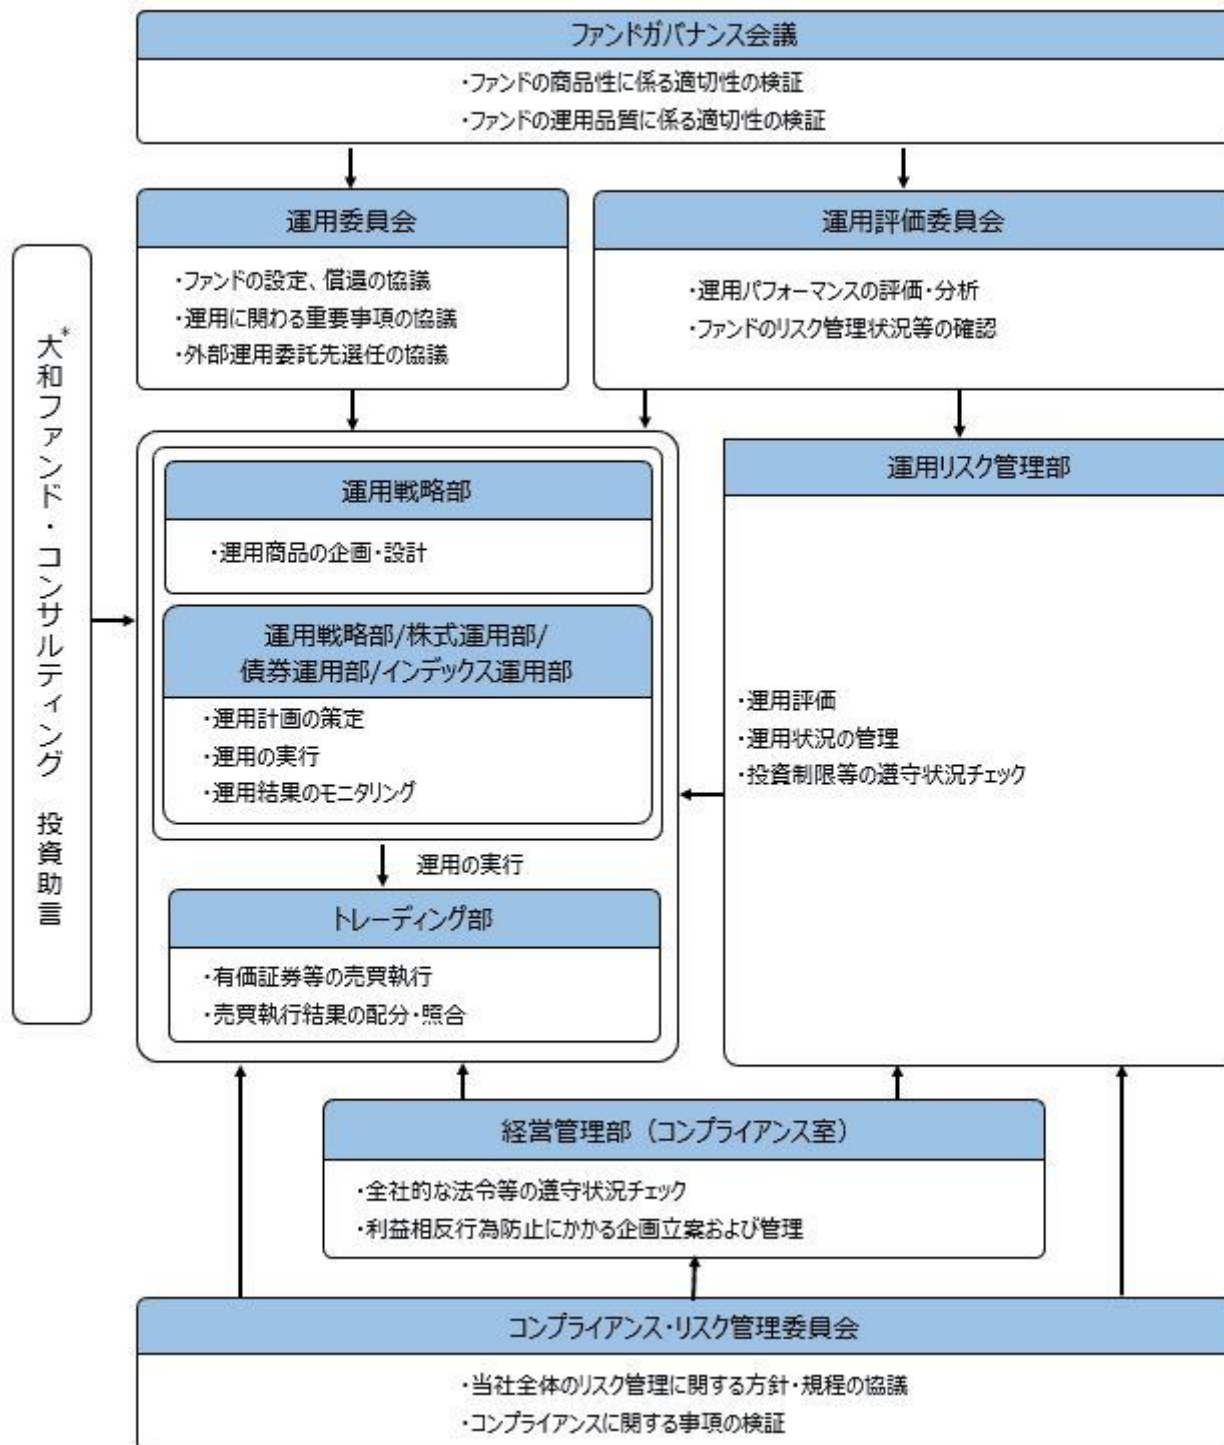 ファンドガバナンス会議
・ファンドの商品性に係る適切性の検証
・ファンドの運用品質に係る適切性の検証
運用委員会
・ファンドの設定、償還の協議
・運用に関わる重要事項の協議
・外部運用委託先選任の協議
運用評価委員会
・運用パフォーマンスの評価・分析
・ファンドのリスク管理状況等の確認
大和ファンド・コンサルティング* 投資助言
運用戦略部
・運用商品の企画・設計
運用戦略部/株式運用部/
債券運用部/インデックス運用部
・運用計画の策定
・運用の実行
・運用結果のモニタリング
運用の実行
トレーディング部
・有価証券等の売買執行
・売買執行結果の配分・照合
運用リスク管理部
・運用評価
・運用状況の管理
・投資制限等の遵守状況チェック
経営管理部（コンプライアンス室）
・全社的な法令等の遵守状況チェック
・利益相反行為防止にかかる企画立案および管理
コンプライアンス・リスク管理委員会
・当社全体のリスク管理に関する方針・規程の協議
・コンプライアンスに関する事項の検証